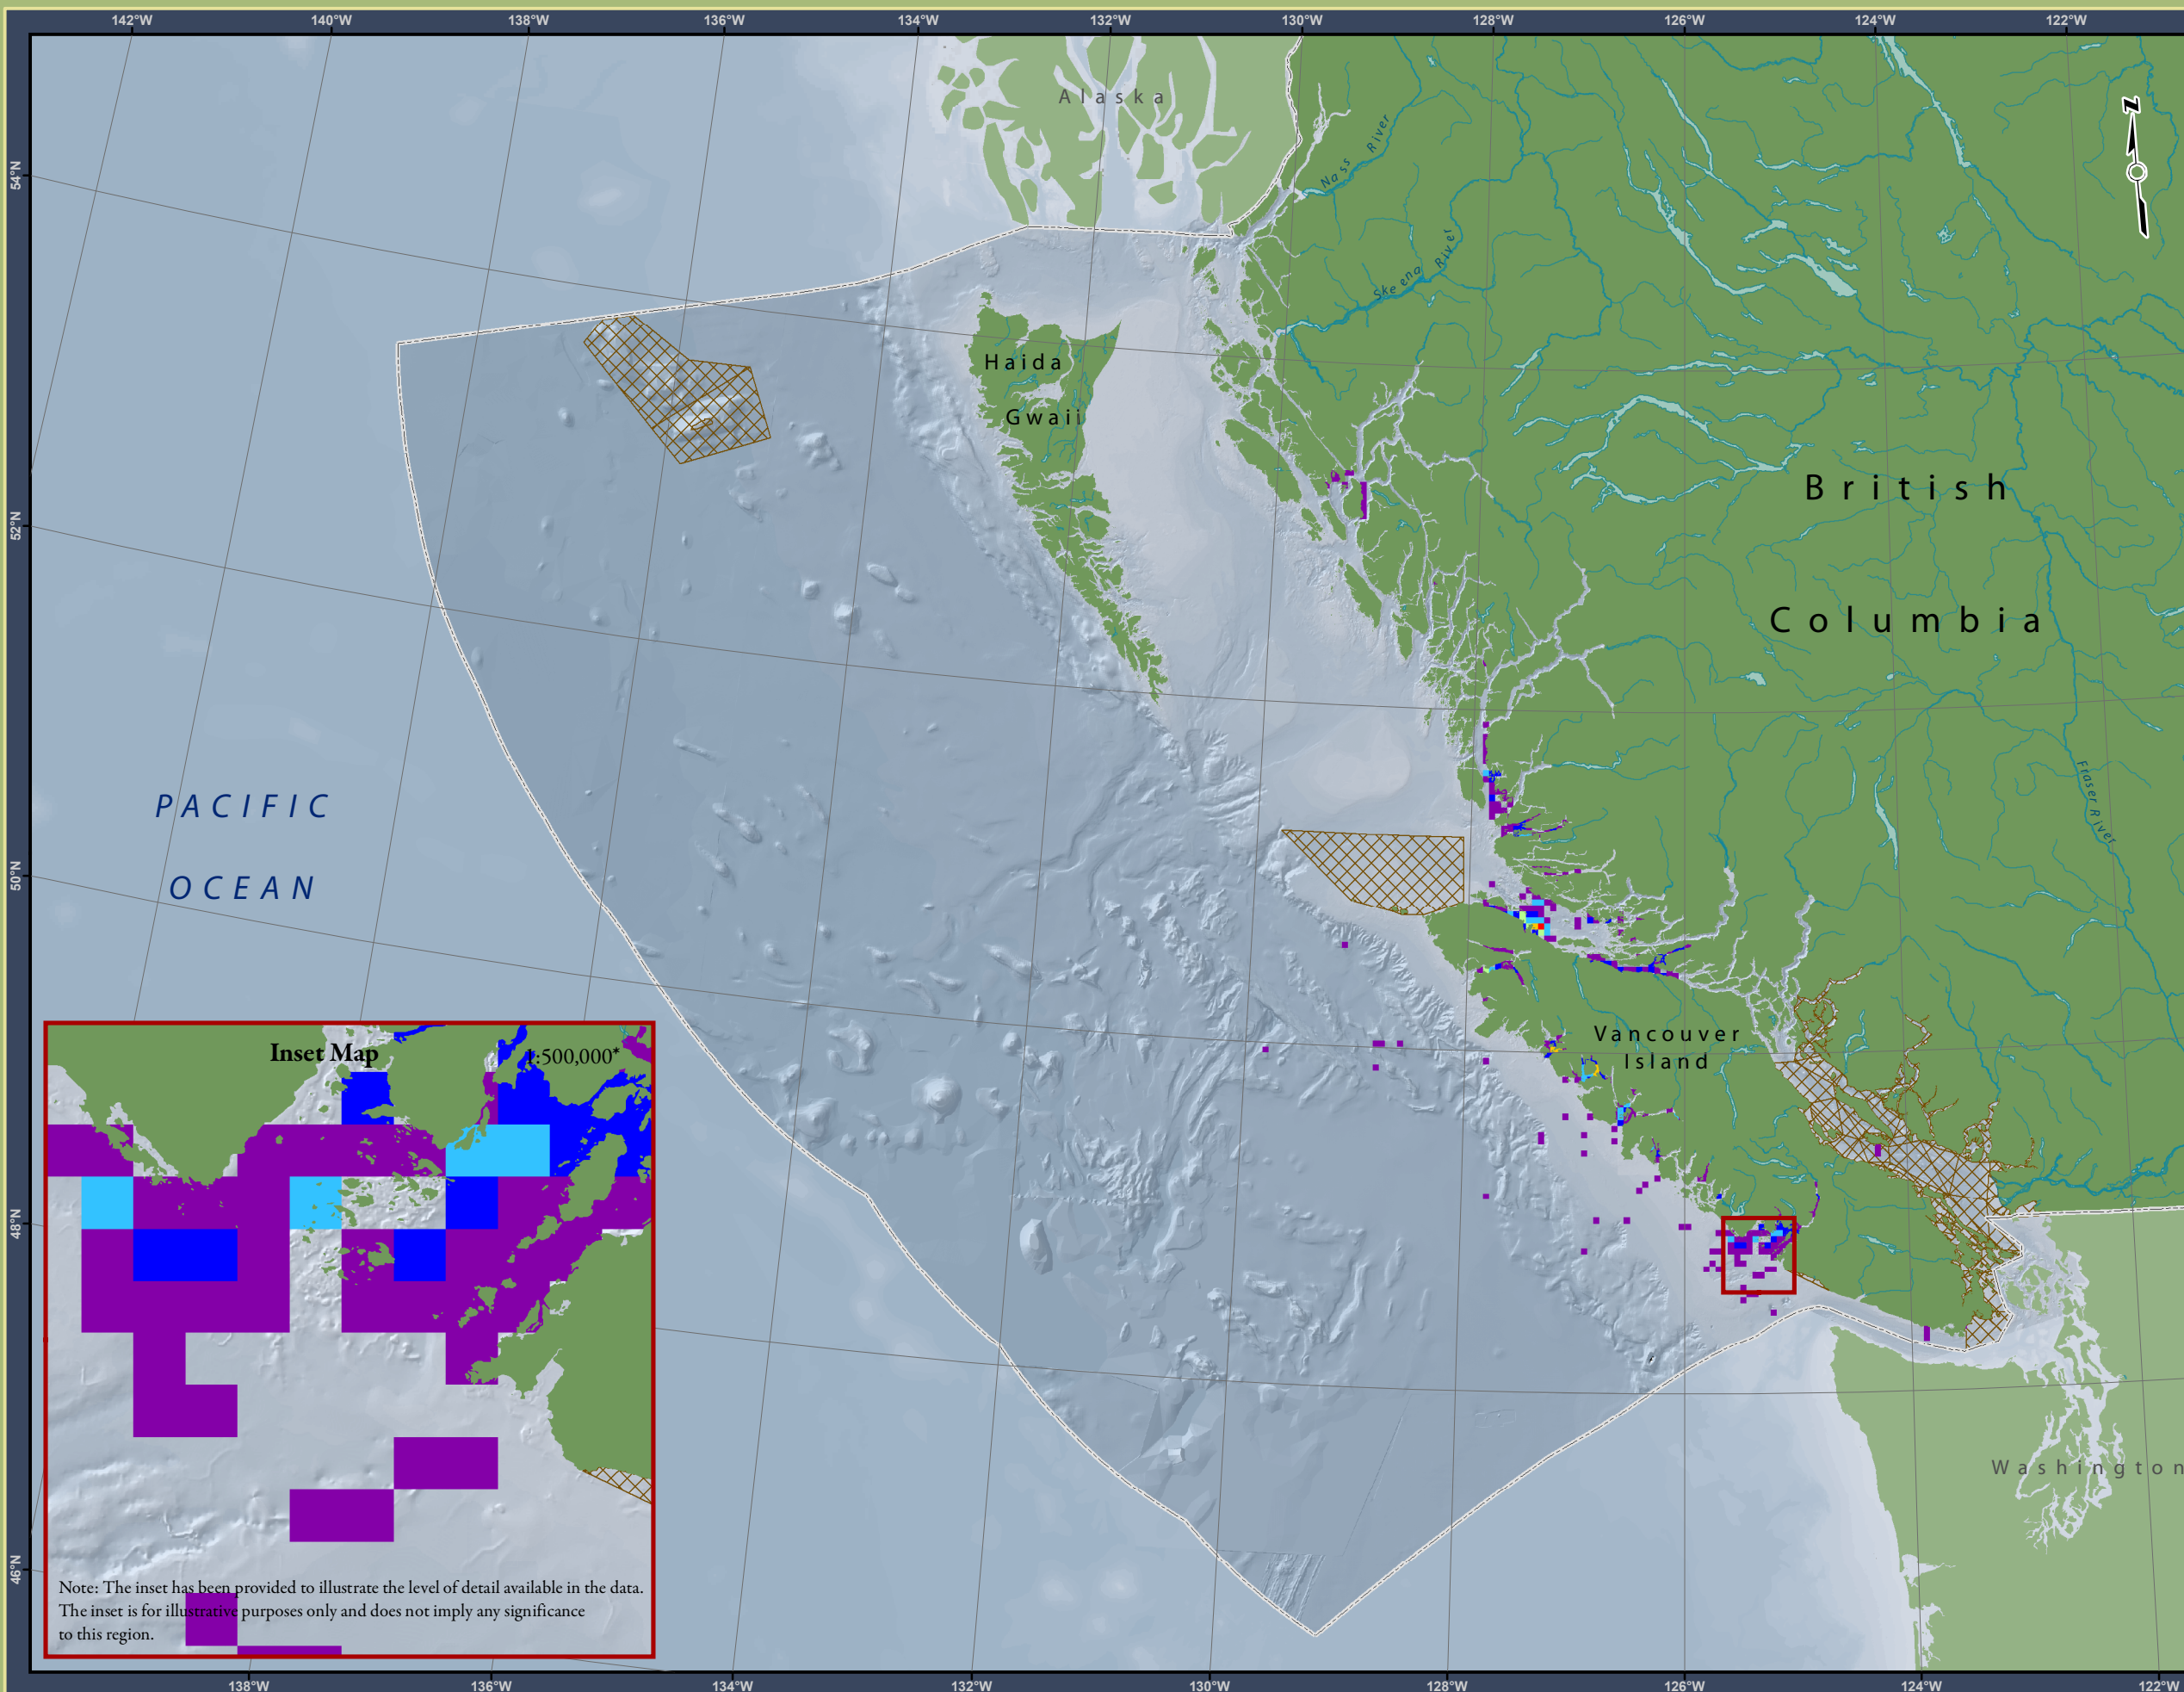 142°W 140°W 138°W 136°W 134°W 132°W 130°W 128°W 126°W 124°W 122°W
Alaska
N
Nass River
54°N
Skeena River
Haida
Gwaii
British
52°N
Columbia
Fraser River
PACIFIC
50°N
OCEAN
Vancouver
Island
Inset Map
1:500,000*
48°N
Washington
46°N
Note: The inset has been provided to illustrate the level of detail available in the data.
The inset is for illustrative purposes only and does not imply any significance
to this region.
138°W 136°W 134°W 132°W 130°W 128°W 126°W 124°W 122°W